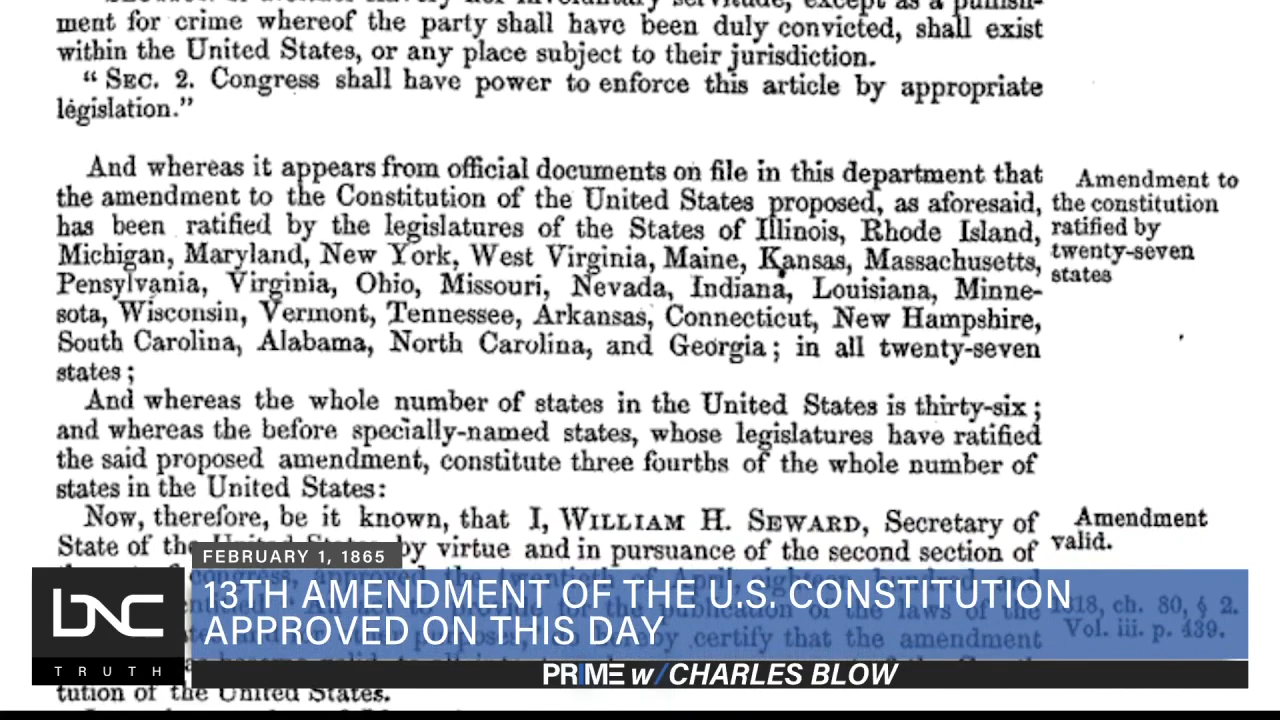 ment for crime whereof the party shall have been duly convicted, shall exist
within the United States, or any place subject to their jurisdiction.
“ SEC. 2. Congress shall have power to enforce this article by appropriate
legislation.”
And whereas it appears from official documents on file in this department that
the amendment to the Constitution of the United States proposed, as aforesaid,
has been ratified by the legislatures of the States of Illinois, Rhode Island,
Michigan, Maryland, New York, West Virginia, Maine, Kansas, Massachusetts,
Pensylvania, Virginia, Ohio, Missouri, Nevada, Indiana, Louisiana, Minne-
sota, Wisconsin, Vermont, Tennessee, Arkansas, Connecticut, New Hampshire,
South Carolina, Alabama, North Carolina, and Georgia; in all twenty-seven
states;
Amendment to
the constitution
ratified by
twenty-seven
states
And whereas the whole number of states in the United States is thirty-six;
and whereas the before specially-named states, whose legislatures have ratified
the said proposed amendment, constitute three fourths of the whole number of
states in the United States:
Now, therefore, be it known, that I, WILLIAM H. SEWARD, Secretary of
State of the by virtue and in pursuance of the second section of
Amendment
valid.
FEBRUARY 1, 1865
13TH AMENDMENT OF THE U.S. CONSTITUTION
APPROVED ON THIS DAY
ch. 80, § 2.
Vol. iii. p. 439.
BNC
TRUTH
PRIME w/ CHARLES BLOW
tution of the United States.